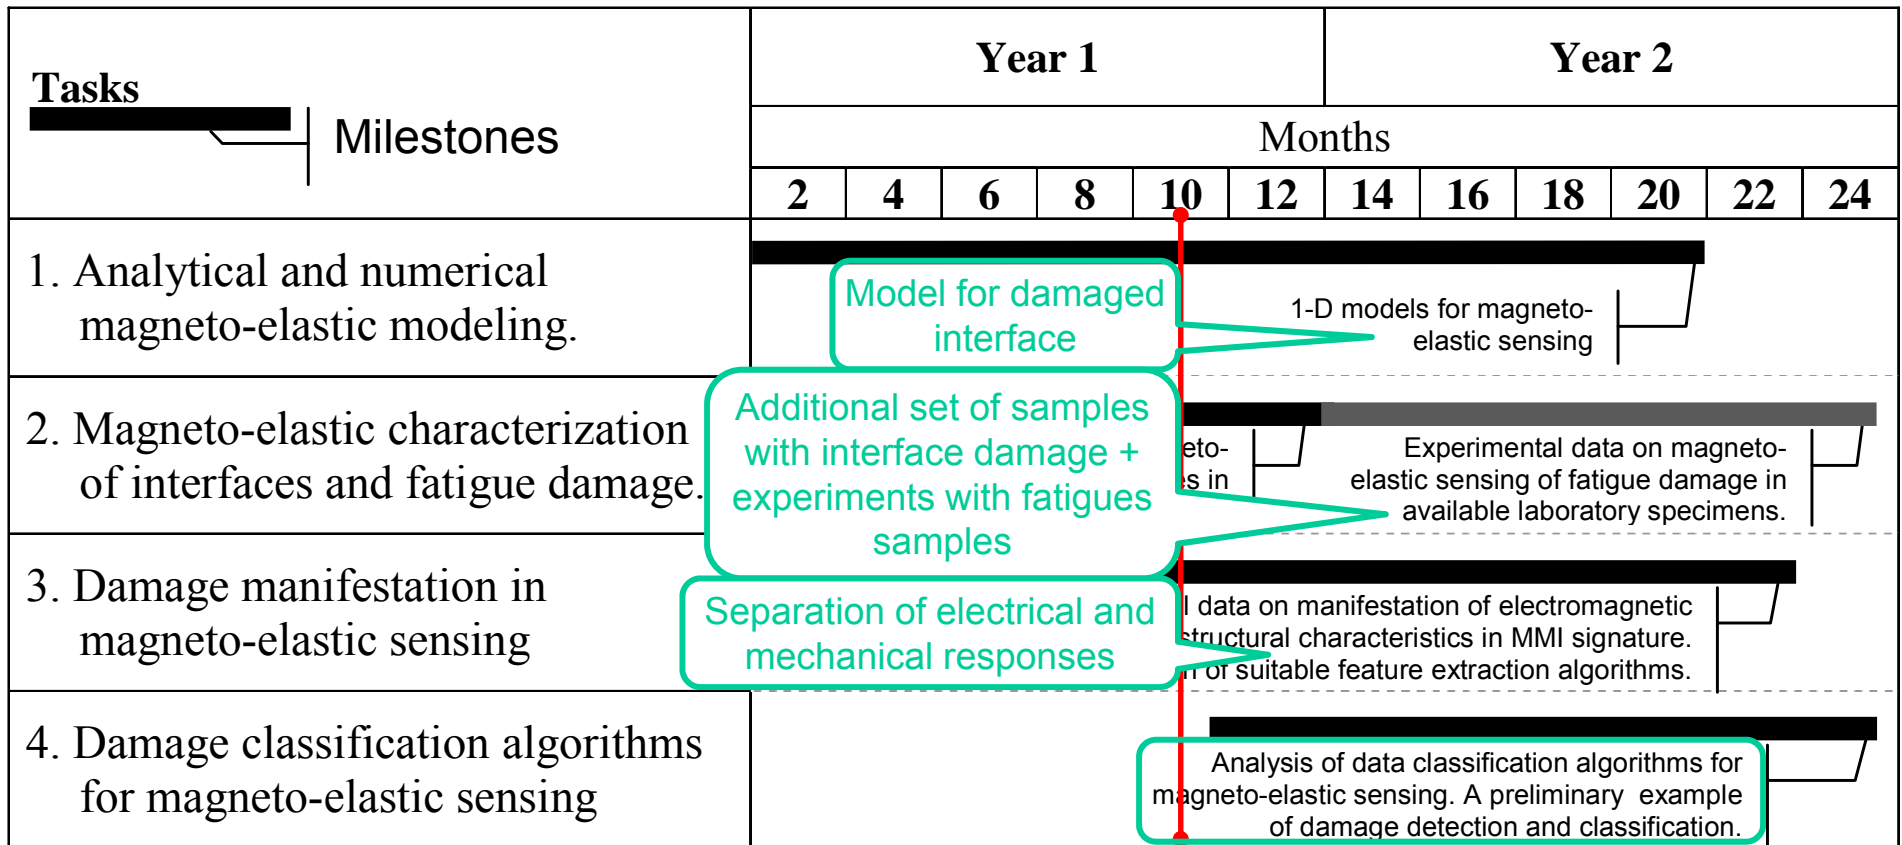 Tasks
Milestones
Year 1
Year 2
Months
2 4 6 8 10 12 14 16 18 20 22 24
1. Analytical and numerical
magneto-elastic modeling.
Model for damaged
interface
1-D models for magneto-
elastic sensing
2. Magneto-elastic characterization
of interfaces and fatigue damage.
Additional set of samples
with interface damage +
experiments with fatigues
samples
Experimental data on magneto-
elastic sensing of fatigue damage in
available laboratory specimens.
3. Damage manifestation in
magneto-elastic sensing
Separation of electrical and
mechanical responses
data on manifestation of electromagnetic
structural characteristics in MMI signature.
of suitable feature extraction algorithms.
4. Damage classification algorithms
for magneto-elastic sensing
Analysis of data classification algorithms for
magneto-elastic sensing. A preliminary example
of damage detection and classification.